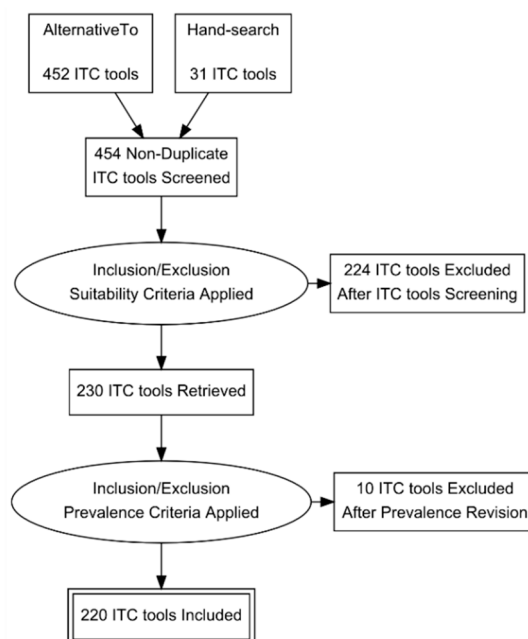 AlternativeTo
452 ITC tools
Hand-search
31 ITC tools
454 Non-Duplicate
ITC tools Screened
Inclusion/Exclusion
Suitability Criteria Applied
224 ITC tools Excluded
After ITC tools Screening
230 ITC tools Retrieved
Inclusion/Exclusion
Prevalence Criteria Applied
10 ITC tools Excluded
After Prevalence Revision
220 ITC tools Included